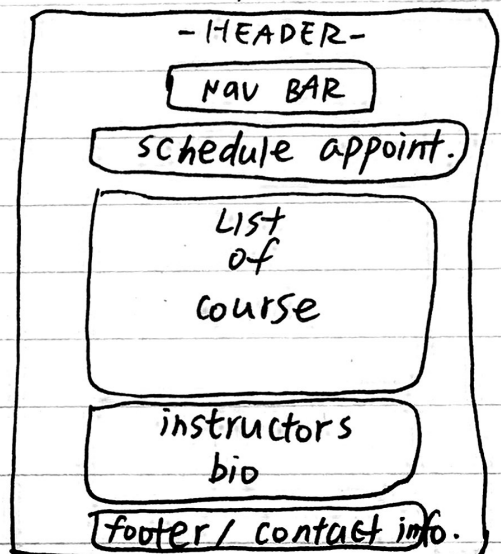 -HEADER-
NAV BAR
schedule appoint.
LIst
of
course
instructors
bio
footer / contact info.